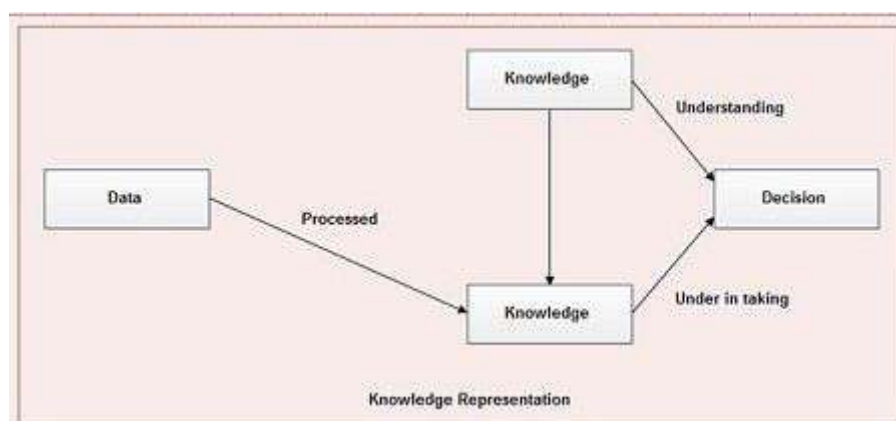 Knowledge
Understanding
Data
Decision
Processed
Knowledge
Under in taking
Knowledge Representation